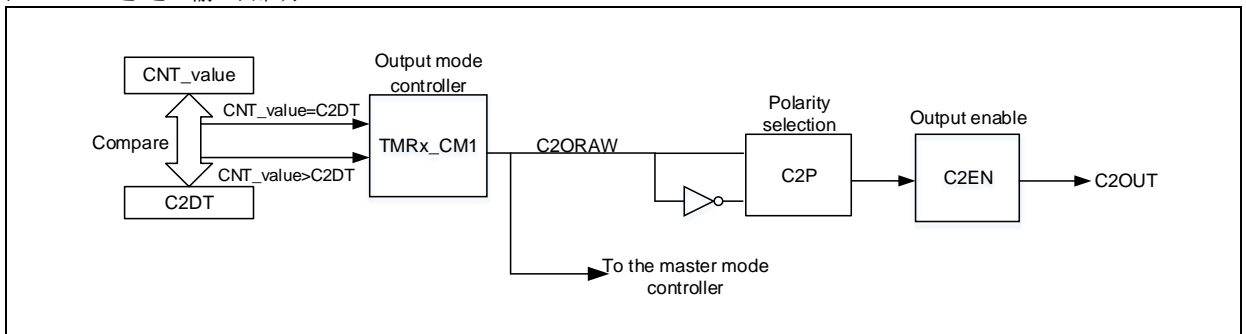 CNT_value
Compare
C2DT
CNT_value=C2DT
CNT_value>C2DT
Output mode
controller
TMRx_CM1
C2ORAW
To the master mode
controller
Polarity
selection
C2P
Output enable
C2EN
C2OUT